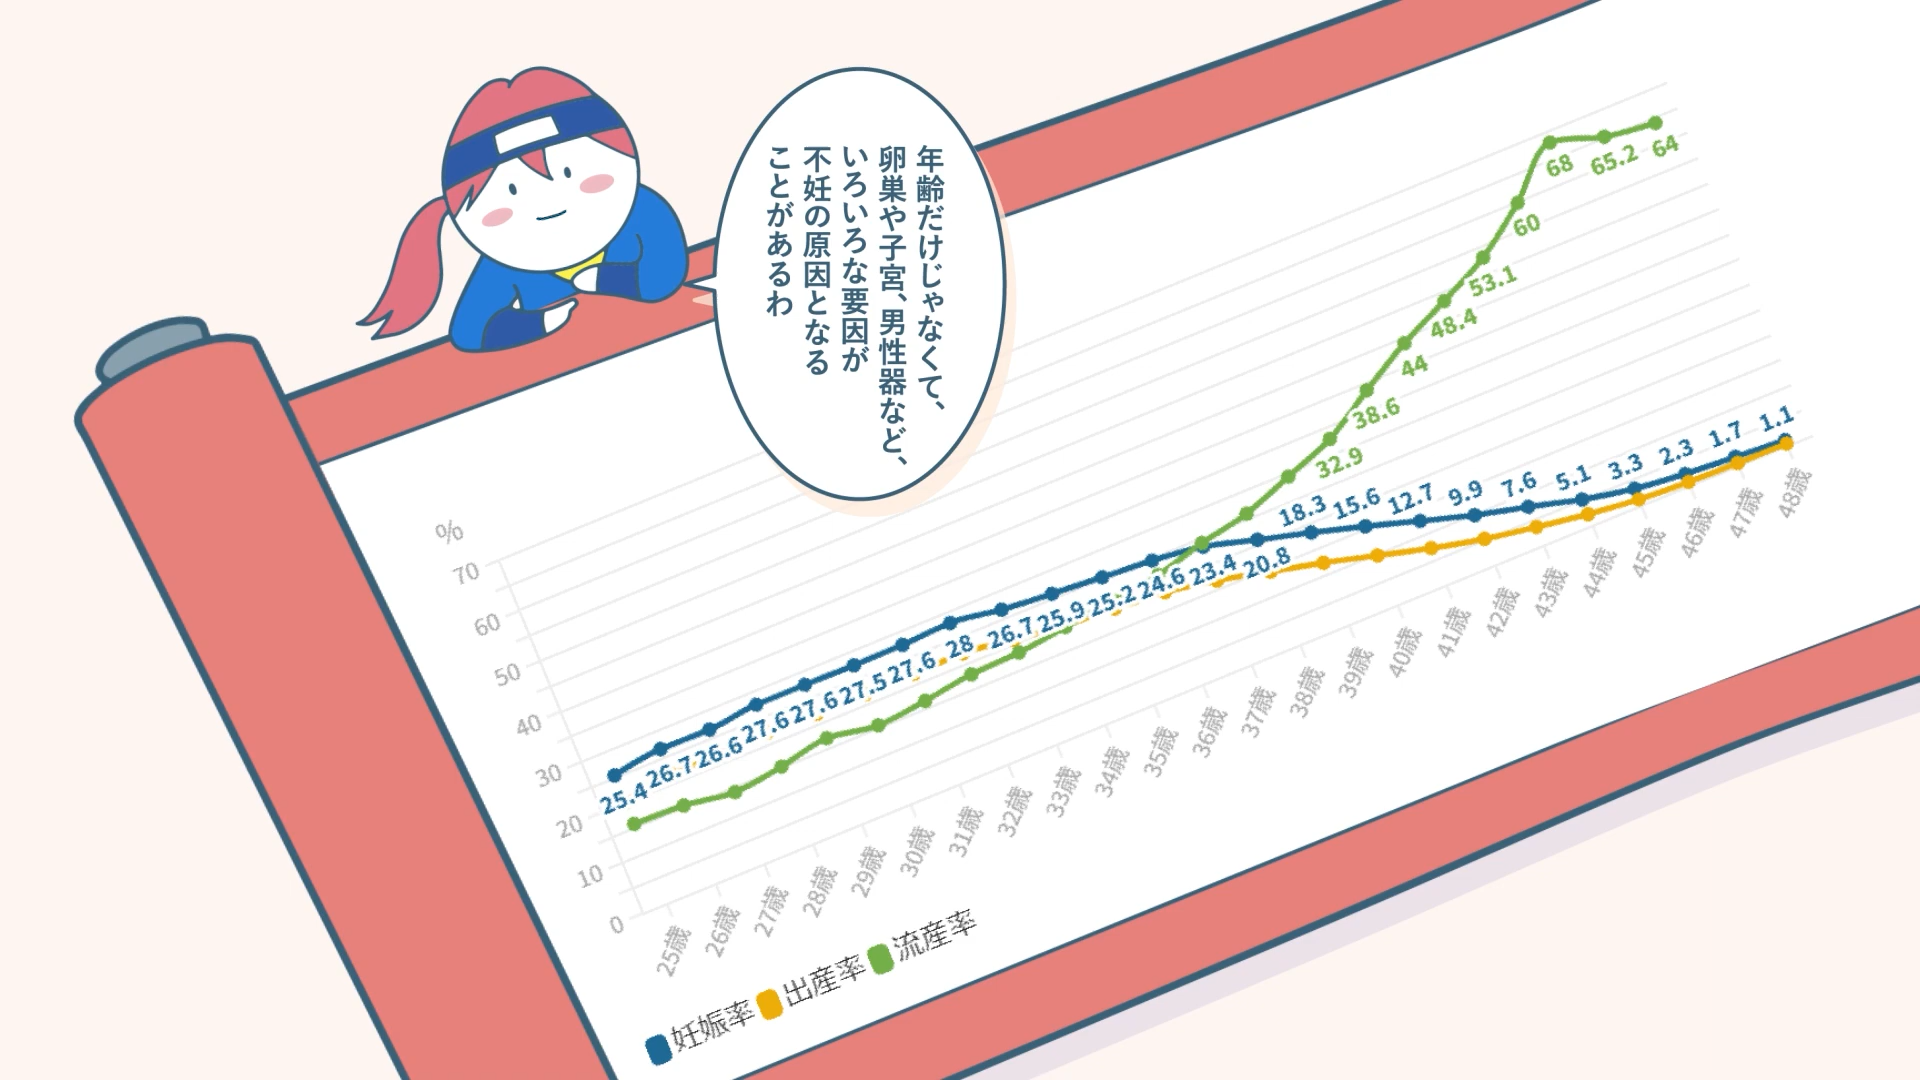 年齢だけじゃなくて、
卵巣や子宮、男性器など、
いろいろな要因が
不妊の原因となる
ことがあるわ
%
70
60
50
40
30
20
10
0
25.4 26.7 26.6 27.6 27.6 27.5 27.6 28 26.7 25.9 25.2 24.6 23.4 20.8 18.3 15.6 12.7 9.9 7.6 5.1 3.3 2.3 1.7 1.1
32.9 38.6 44 48.4 53.1 60 68 65.2 64
25歳 26歳 27歳 28歳 29歳 30歳 31歳 32歳 33歳 34歳 35歳 36歳 37歳 38歳 39歳 40歳 41歳 42歳 43歳 44歳 45歳 46歳 47歳 48歳
妊娠率 出産率 流産率